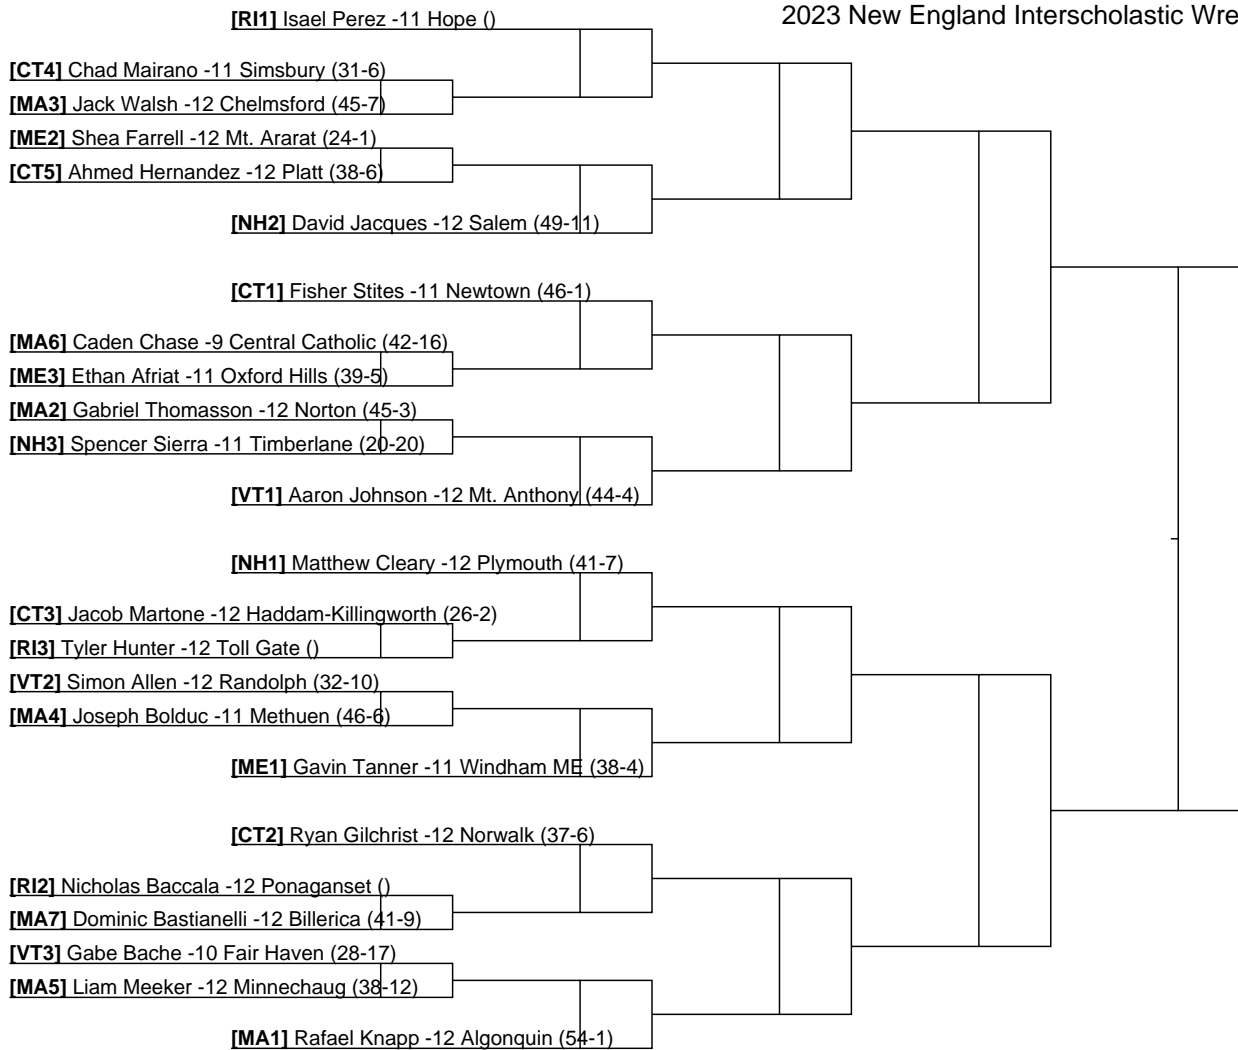 [RI1] Isael Perez -11 Hope ()
2023 New England Interscholastic Wre
[CT4] Chad Mairano -11 Simsbury (31-6)
[MA3] Jack Walsh -12 Chelmsford (45-7)
[ME2] Shea Farrell -12 Mt. Ararat (24-1)
[CT5] Ahmed Hernandez -12 Platt (38-6)
[NH2] David Jacques -12 Salem (49-11)
[CT1] Fisher Stites -11 Newtown (46-1)
[MA6] Caden Chase -9 Central Catholic (42-16)
[ME3] Ethan Afriat -11 Oxford Hills (39-5)
[MA2] Gabriel Thomasson -12 Norton (45-3)
[NH3] Spencer Sierra -11 Timberlane (20-20)
[VT1] Aaron Johnson -12 Mt. Anthony (44-4)
[NH1] Matthew Cleary -12 Plymouth (41-7)
[CT3] Jacob Martone -12 Haddam-Killingworth (26-2)
[RI3] Tyler Hunter -12 Toll Gate ()
[VT2] Simon Allen -12 Randolph (32-10)
[MA4] Joseph Bolduc -11 Methuen (46-6)
[ME1] Gavin Tanner -11 Windham ME (38-4)
[CT2] Ryan Gilchrist -12 Norwalk (37-6)
[RI2] Nicholas Baccala -12 Ponaganset ()
[MA7] Dominic Bastianelli -12 Billerica (41-9)
[VT3] Gabe Bache -10 Fair Haven (28-17)
[MA5] Liam Meeker -12 Minnechaug (38-12)
[MA1] Rafael Knapp -12 Algonquin (54-1)